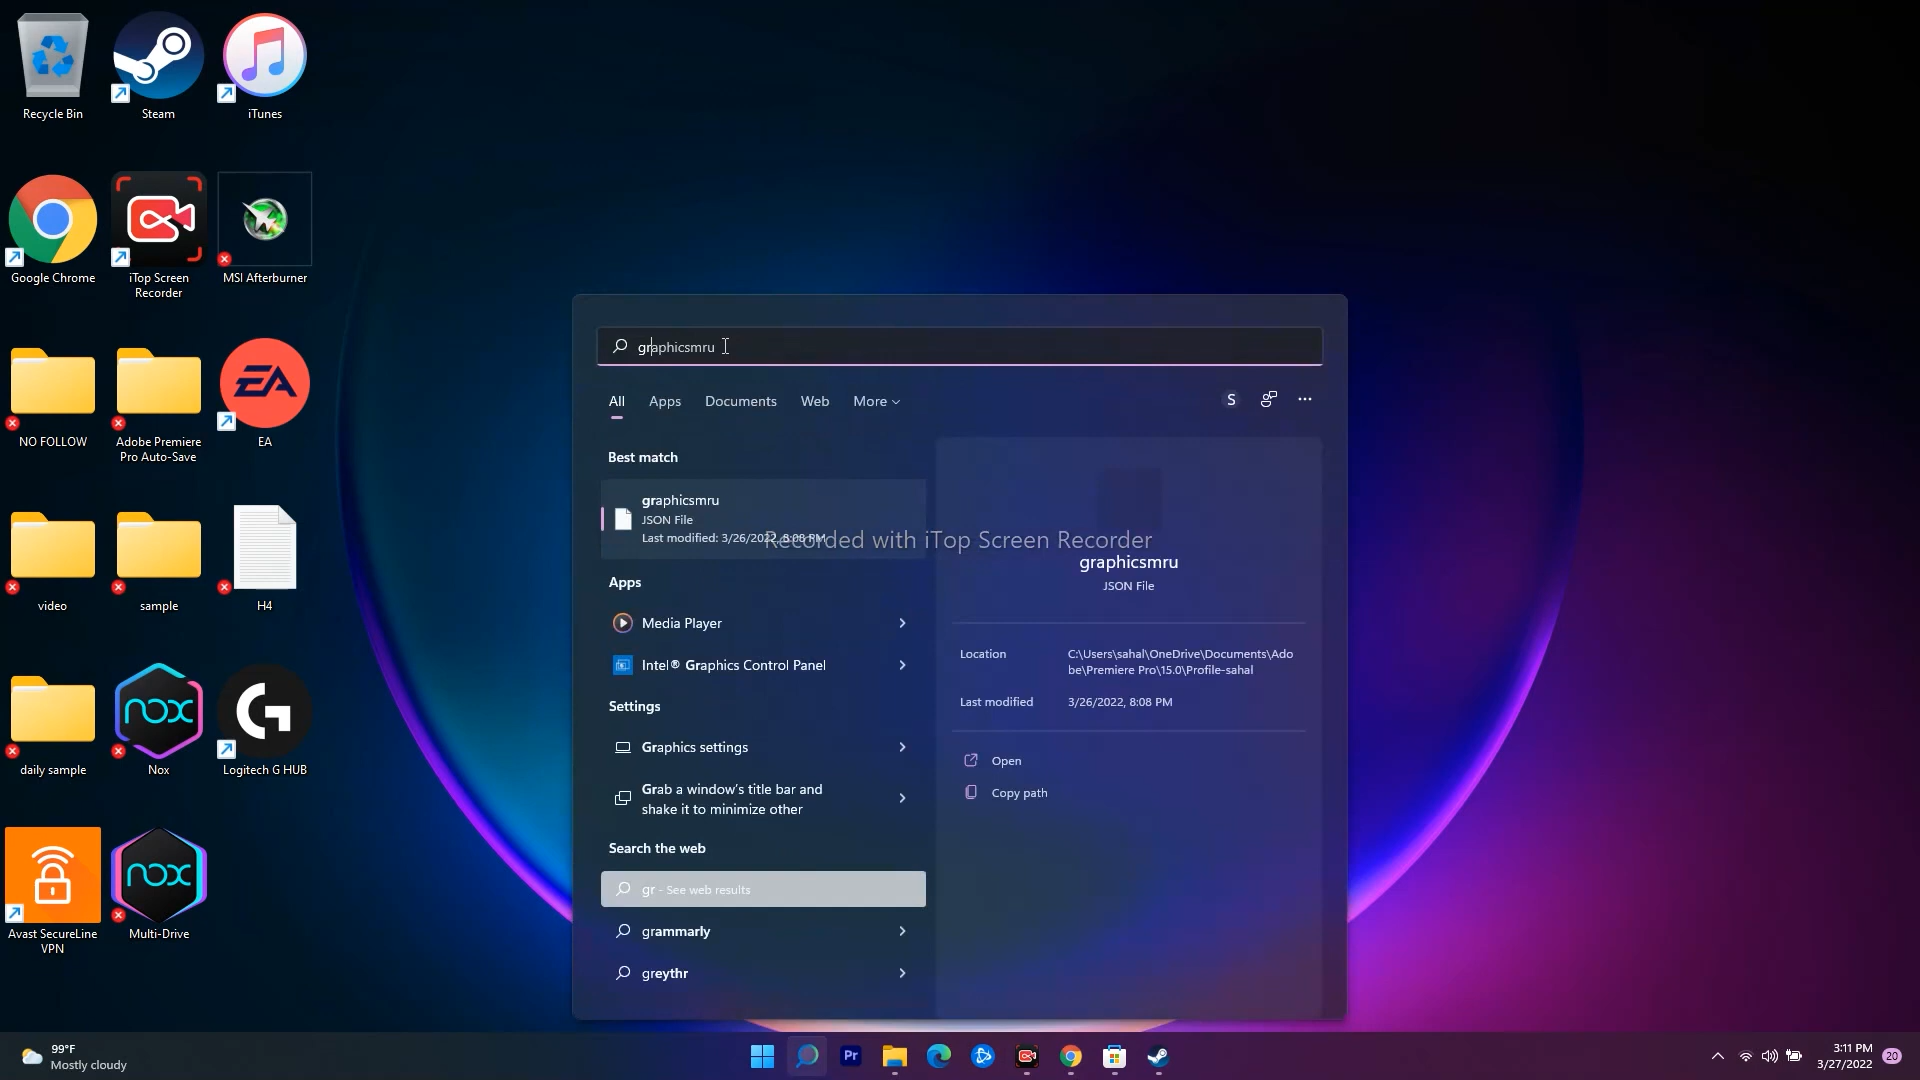 Recycle Bin
Steam
iTunes
Google Chrome
iTop Screen
Recorder
MSI Afterburner
NO FOLLOW
Adobe Premiere
Pro Auto-Save
EA
EA
video
sample
H4
daily sample
nox
Nox
G
Logitech G HUB
Avast SecureLine
VPN
nox
Multi-Drive
graphicsmru
All
Apps
Documents
Web
More
S
Best match
graphicsmru
JSON File
Last modified: 3/26/2022, 8:08 PM
Recorded with iTop Screen Recorder
Apps
Media Player
Intel® Graphics Control Panel
Settings
Graphics settings
Grab a window's title bar and
shake it to minimize other
Search the web
gr - See web results
grammarly
greythr
graphicsmru
JSON File
Location
C:\Users\sahal\OneDrive\Documents\Ado
be\Premiere Pro\15.0\Profile-sahal
Last modified
3/26/2022, 8:08 PM
Open
Copy path
99°F
Mostly cloudy
Pr
3:11 PM
3/27/2022
20